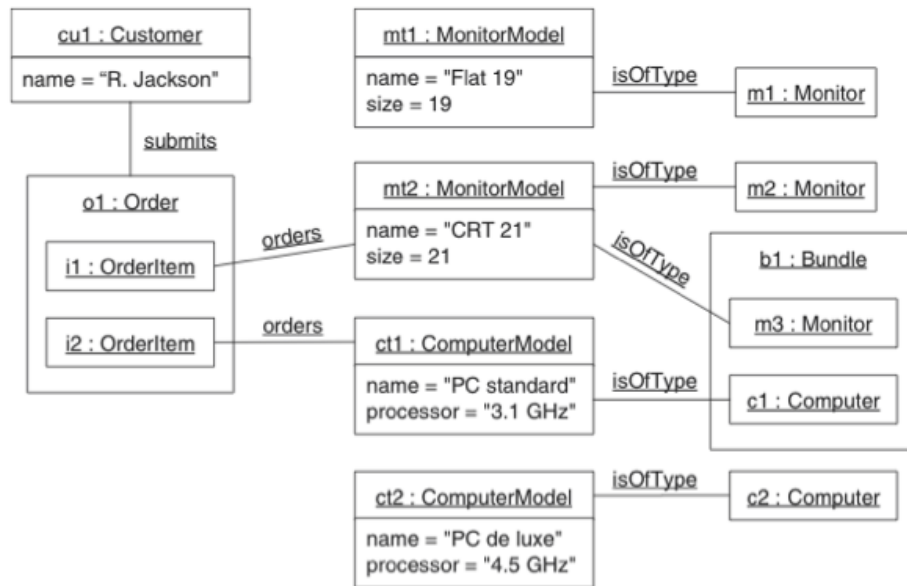 cu1 : Customer
name = “R. Jackson"
submits
o1 : Order
i1 : OrderItem
i2 : OrderItem
orders
orders
mt1 : MonitorModel
name = "Flat 19"
size = 19
isOfType
m1 : Monitor
mt2 : MonitorModel
name = "CRT 21"
size = 21
isOfType
m2 : Monitor
isOfType
b1 : Bundle
m3 : Monitor
ct1 : ComputerModel
name = "PC standard"
processor = "3.1 GHz"
isOfType
c1 : Computer
ct2 : ComputerModel
name = "PC de luxe"
processor = "4.5 GHz"
isOfType
c2 : Computer